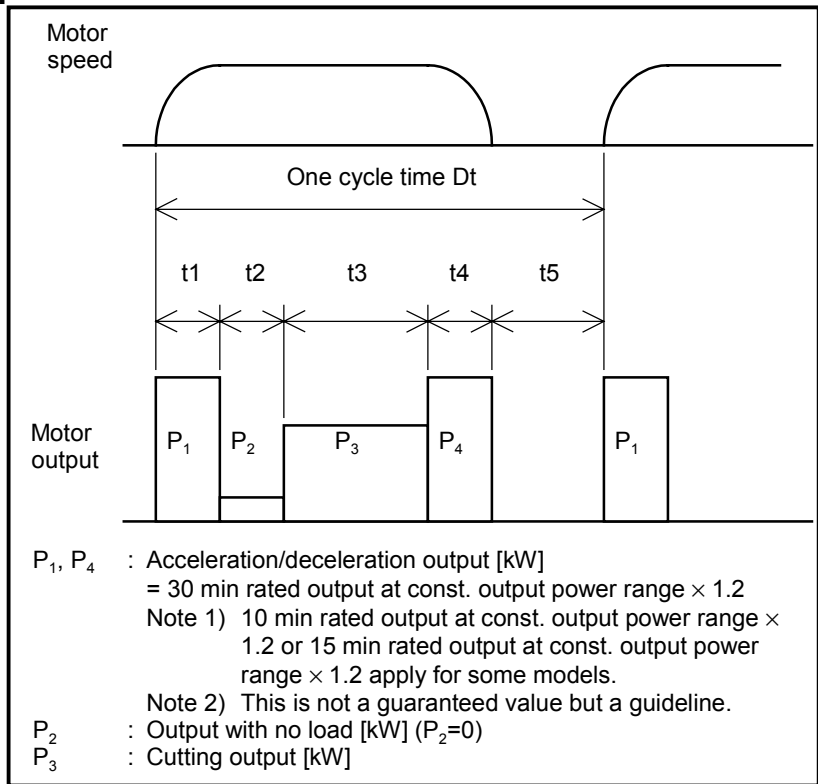 Motor
speed
One cycle time Dt
t1 t2 t3 t4 t5
Motor
output
P₁ P₂ P₃ P₄ P₁
P₁, P₄ : Acceleration/deceleration output [kW]
= 30 min rated output at const. output power range × 1.2
Note 1) 10 min rated output at const. output power range ×
1.2 or 15 min rated output at const. output power
range × 1.2 apply for some models.
Note 2) This is not a guaranteed value but a guideline.
P₂ : Output with no load [kW] (P₂=0)
P₃ : Cutting output [kW]